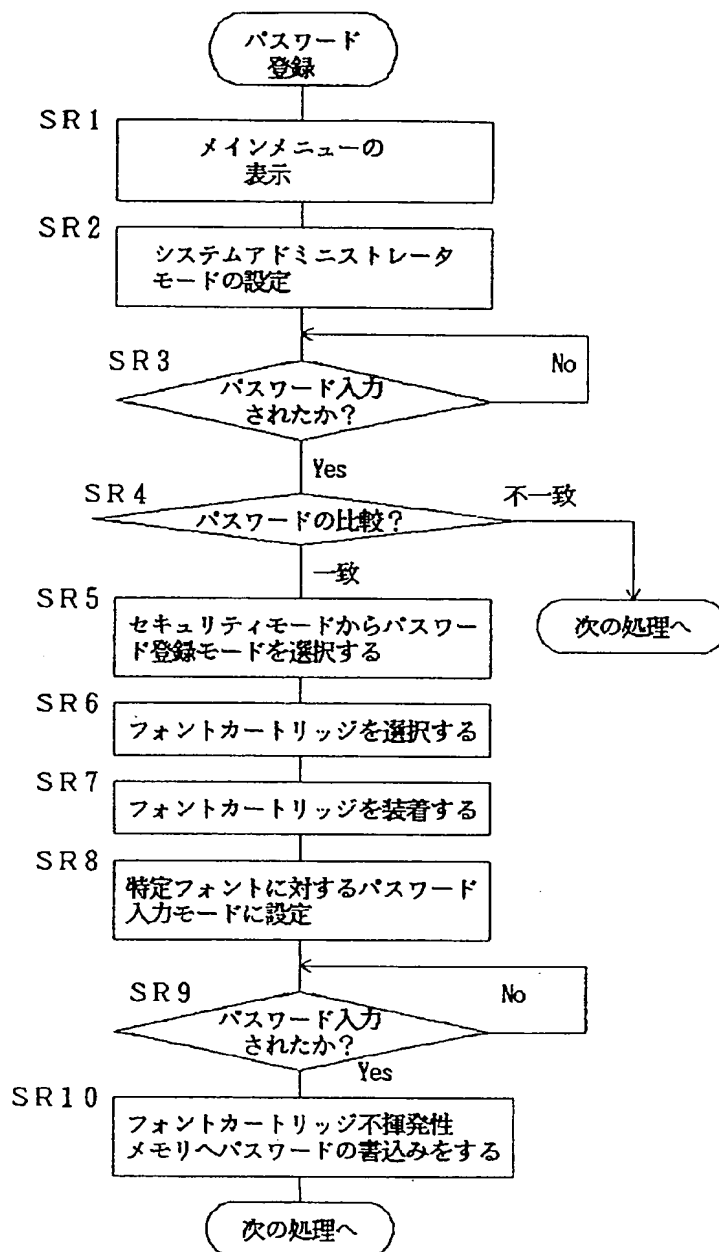 パスワード
登録
SR1
メインメニューの
表示
SR2
システムアドミニストレータ
モードの設定
SR3
No
パスワード入力
されたか?
Yes
SR4
不一致
パスワードの比較?
一致
SR5
セキュリティモードからパスワー
ド登録モードを選択する
次の処理へ
SR6
フォントカートリッジを選択する
SR7
フォントカートリッジを装着する
SR8
特定フォントに対するパスワード
入力モードに設定
SR9
No
パスワード入力
されたか?
Yes
SR10
フォントカートリッジ不揮発性
メモリへパスワードの書込みをする
次の処理へ